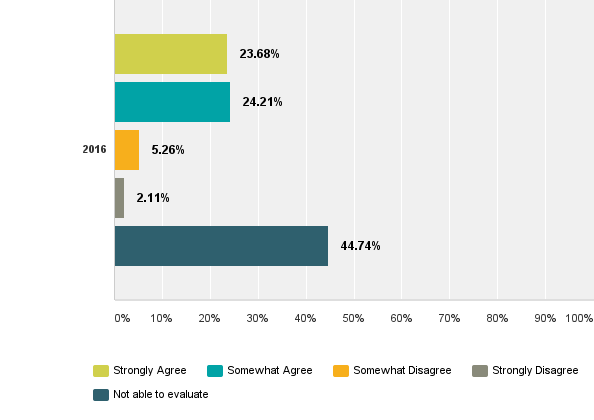 23.68%
24.21%
2016 5.26%
2.11%
44.74%
0% 10% 20% 30% 40% 50% 60% 70% 80% 90% 100%
Strongly Agree Somewhat Agree Somewhat Disagree Strongly Disagree
Not able to evaluate